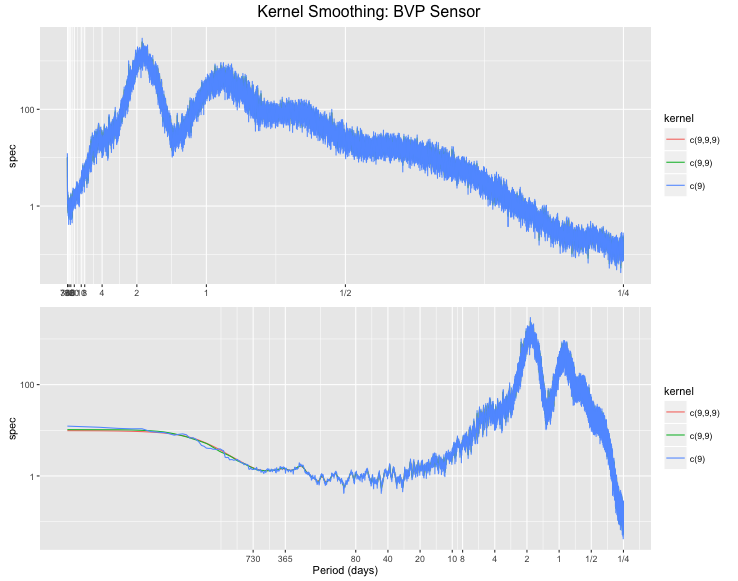 Kernel Smoothing: BVP Sensor
spec
100
1
4
2
1
1/2
1/4
kernel
c(9,9,9)
c(9,9)
c(9)
spec
100
1
730
365
80
40
20
10
8
4
2
1
1/2
1/4
Period (days)
kernel
c(9,9,9)
c(9,9)
c(9)